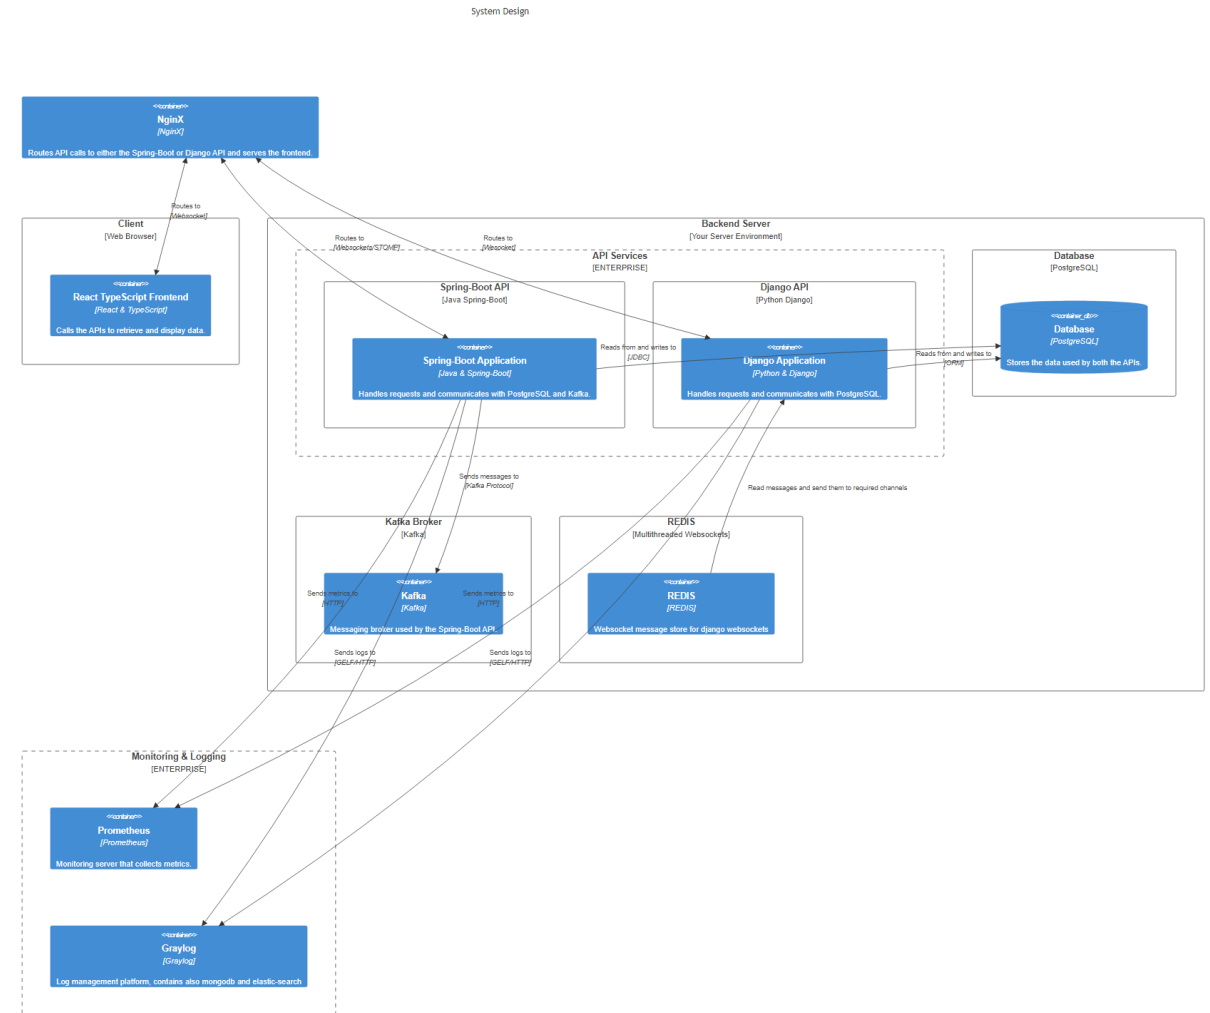 System Design
<<container>>
NginX
[NginX]
Routes API calls to either the Spring-Boot or Django API and serves the frontend.
Routes to
[Websocket]
Client
[Web Browser]
<<container>>
React TypeScript Frontend
[React & TypeScript]
Calls the APIs to retrieve and display data.
Backend Server
[Your Server Environment]
Routes to
[Websockets/STOMP]
Routes to
[Wesocket]
API Services
[ENTERPRISE]
Spring-Boot API
[Java Spring-Boot]
<<container>>
Spring-Boot Application
[Java & Spring-Boot]
Handles requests and communicates with PostgreSQL and Kafka.
Django API
[Python Django]
<<container>>
Django Application
[Python & Django]
Handles requests and communicates with PostgreSQL.
Reads from and writes to
[JDBC]
Reads from and writes to
[ORM]
Database
[PostgreSQL]
<<container_db>>
Database
[PostgreSQL]
Stores the data used by both the APIs.
Sends messages to
[Kafka Protocol]
Read messages and send them to required channels
Kafka Broker
[Kafka]
<<container>>
Kafka
[Kafka]
Messaging broker used by the Spring-Boot API.
Sends metrics to
[HTTP]
Sends metrics to
[HTTP]
Sends logs to
[GELF/HTTP]
Sends logs to
[GELF/HTTP]
REDIS
[Multithreaded Websockets]
<<container>>
REDIS
[REDIS]
Websocket message store for django websockets
Monitoring & Logging
[ENTERPRISE]
<<container>>
Prometheus
[Prometheus]
Monitoring server that collects metrics.
<<container>>
Graylog
[Graylog]
Log management platform, contains also mongodb and elastic-search